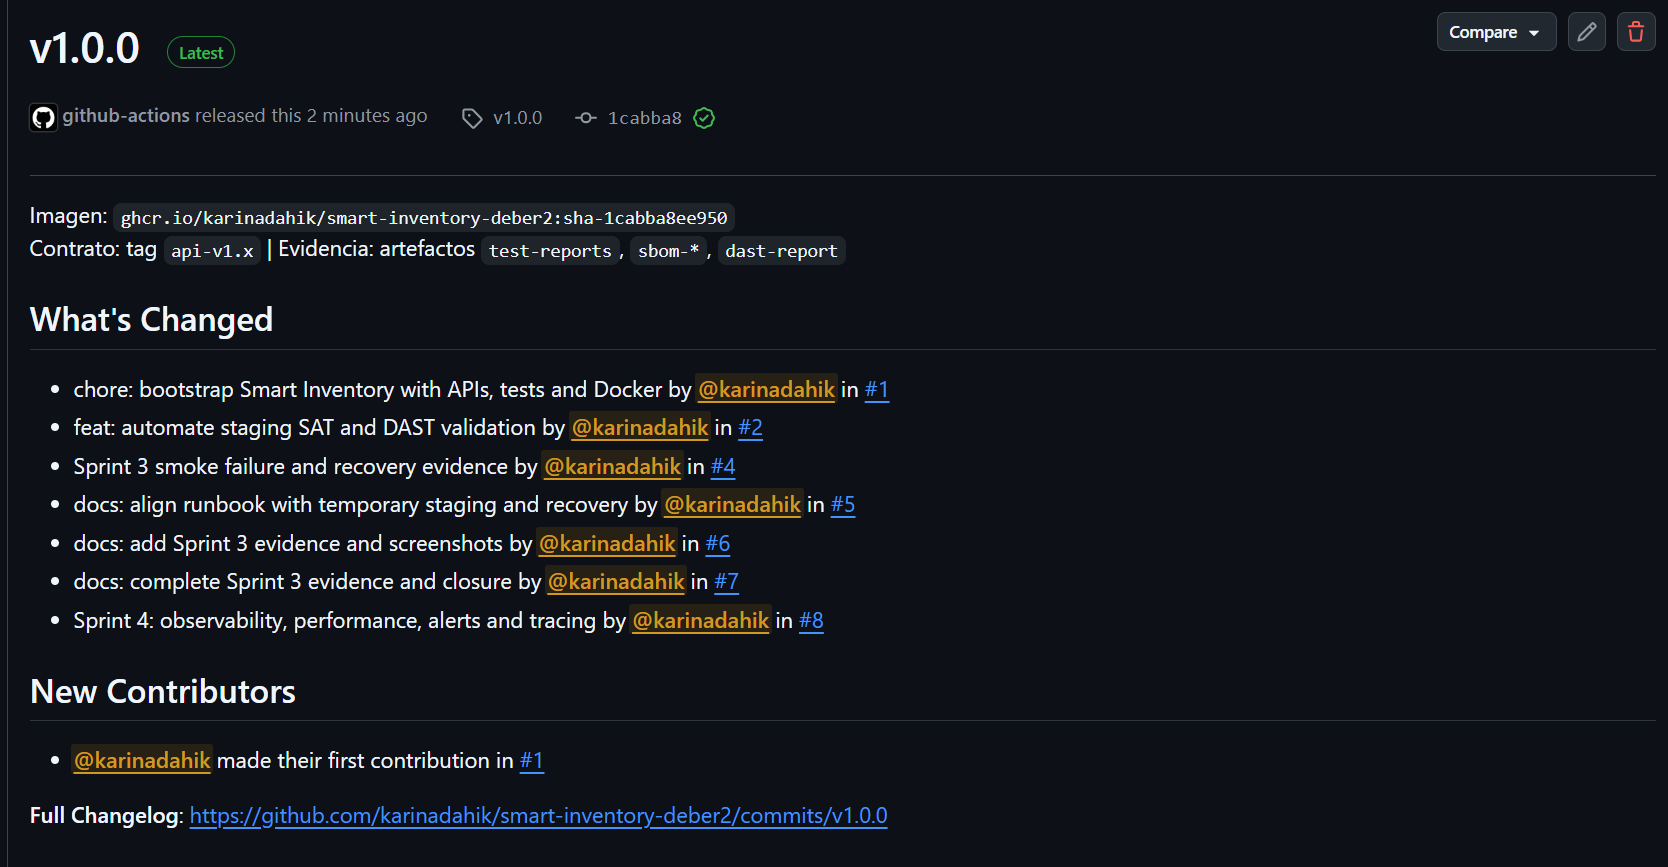 v1.0.0 Latest Compare
github-actions released this 2 minutes ago v1.0.0 1cabba8
Imagen: ghcr.io/karinadahik/smart-inventory-deber2:sha-1cabba8ee950
Contrato: tag api-v1.x | Evidencia: artefactos test-reports, sbom-*, dast-report
What's Changed
• chore: bootstrap Smart Inventory with APIs, tests and Docker by @karinadahik in #1
• feat: automate staging SAT and DAST validation by @karinadahik in #2
• Sprint 3 smoke failure and recovery evidence by @karinadahik in #4
• docs: align runbook with temporary staging and recovery by @karinadahik in #5
• docs: add Sprint 3 evidence and screenshots by @karinadahik in #6
• docs: complete Sprint 3 evidence and closure by @karinadahik in #7
• Sprint 4: observability, performance, alerts and tracing by @karinadahik in #8
New Contributors
• @karinadahik made their first contribution in #1
Full Changelog: https://github.com/karinadahik/smart-inventory-deber2/commits/v1.0.0